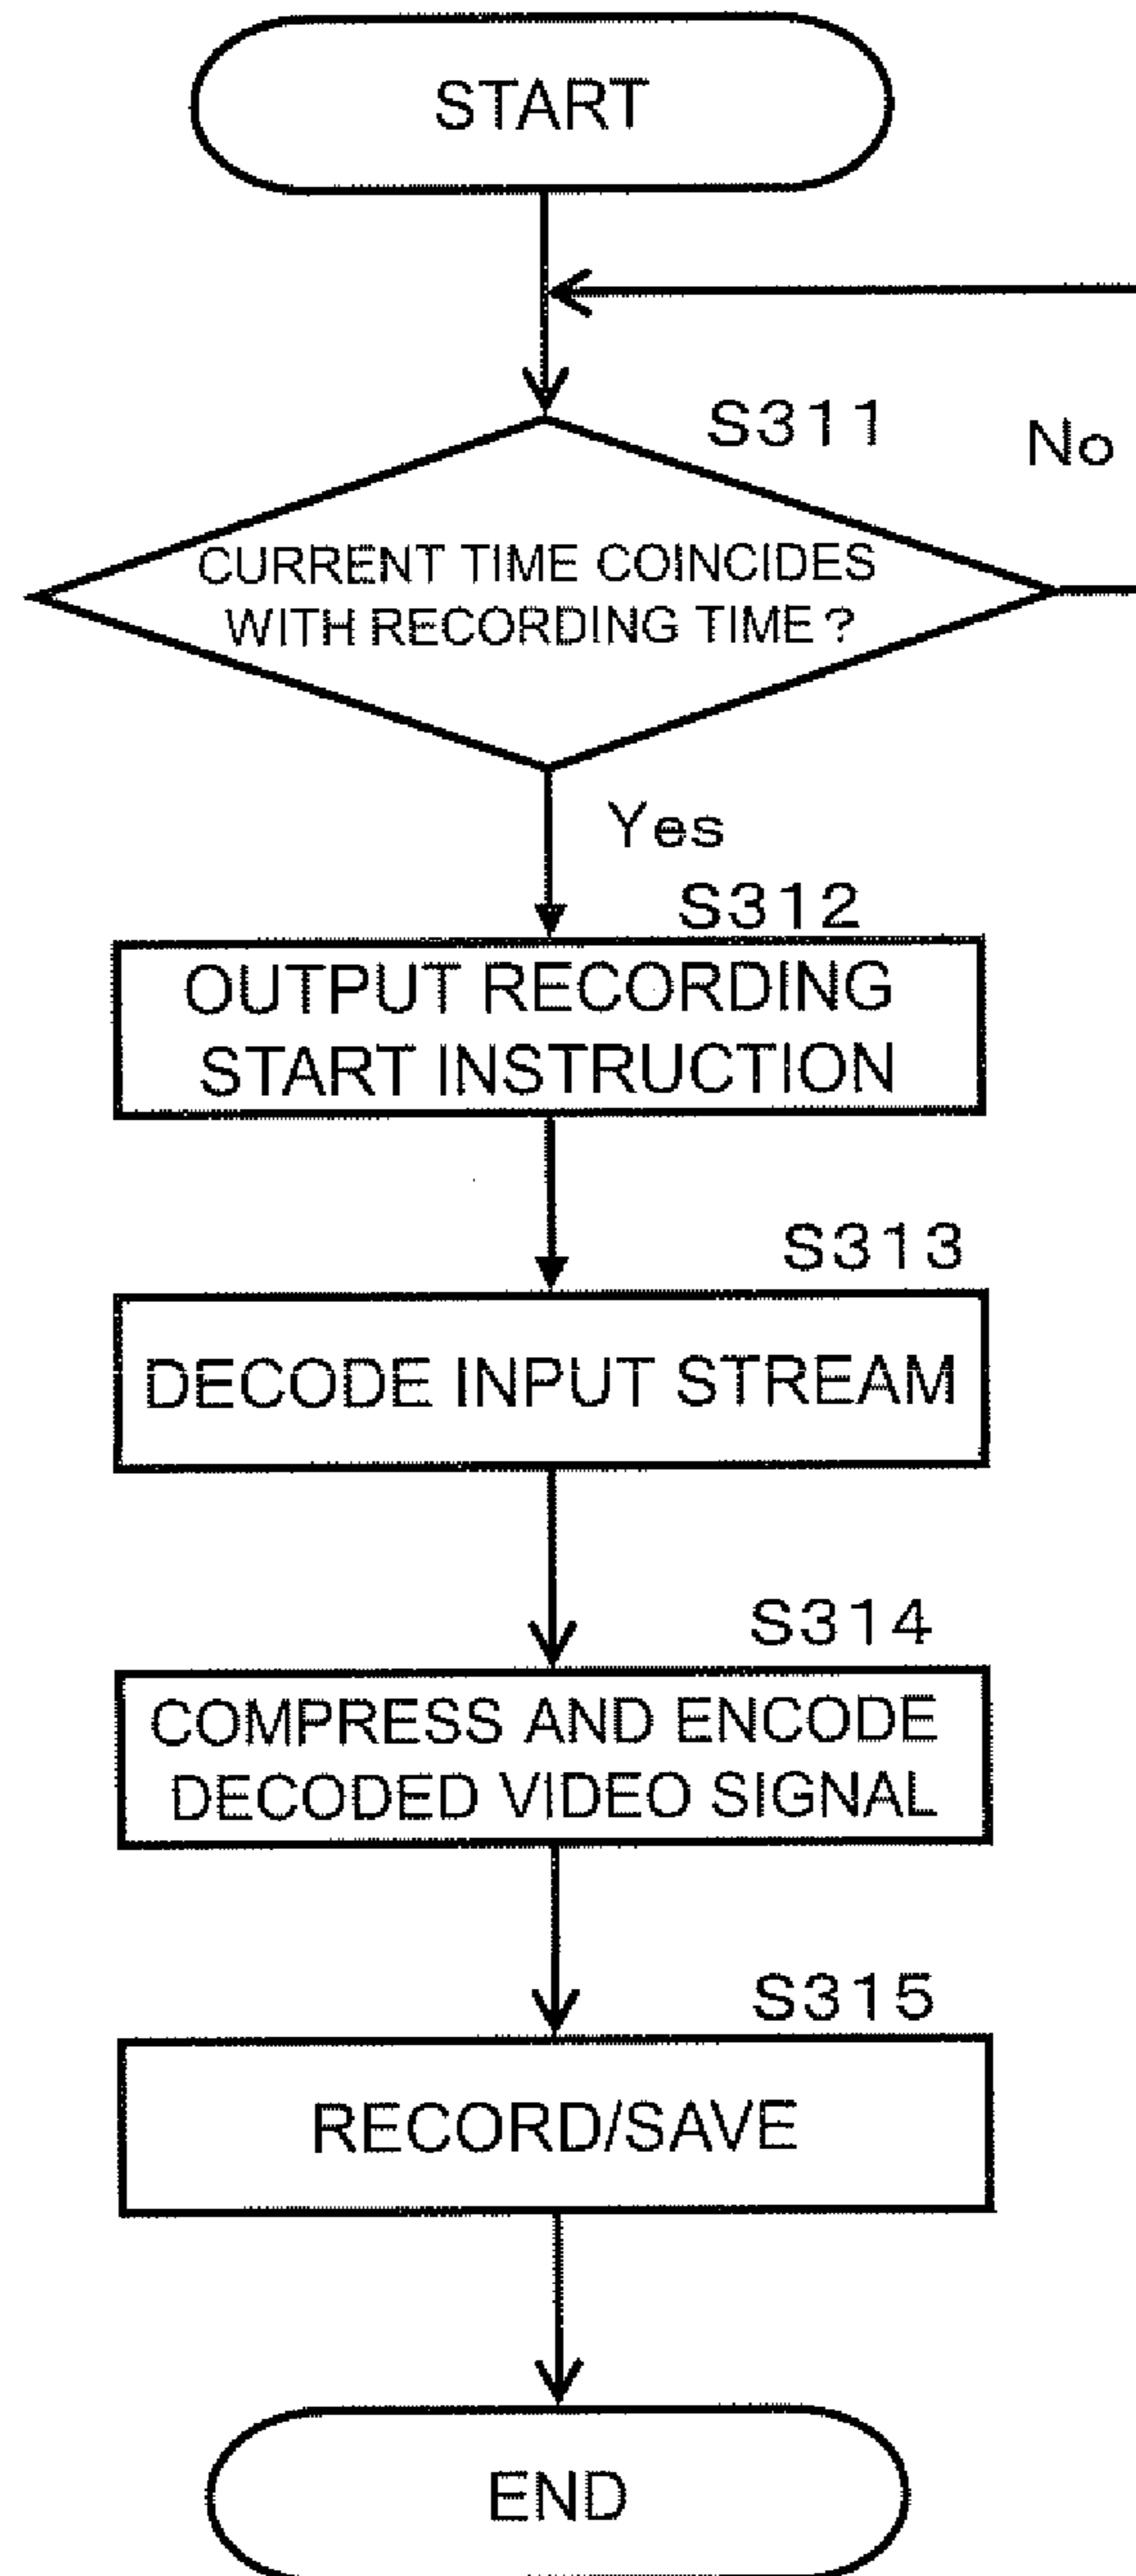 START
S311
No
CURRENT TIME COINCIDES
WITH RECORDING TIME?
Yes
S312
OUTPUT RECORDING
START INSTRUCTION
S313
DECODE INPUT STREAM
S314
COMPRESS AND ENCODE
DECODED VIDEO SIGNAL
S315
RECORD/SAVE
END